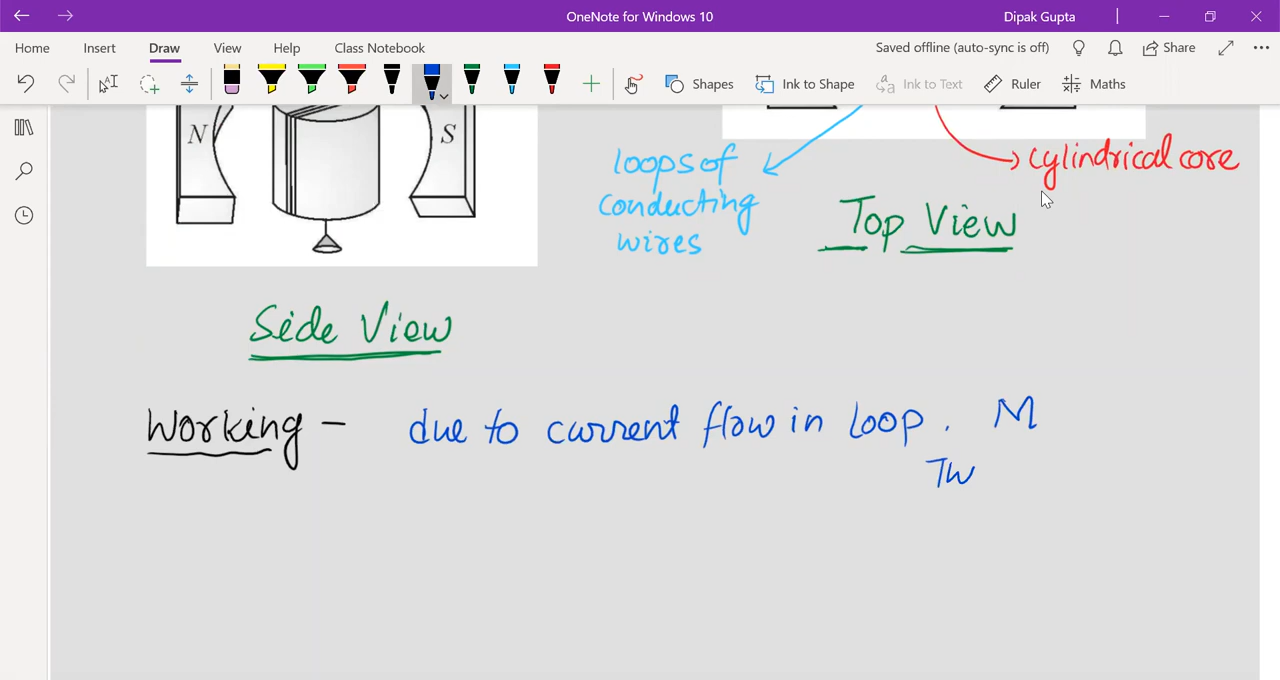 OneNote for Windows 10
Dipak Gupta
Home Insert Draw View Help Class Notebook
Saved offline (auto-sync is off)
Share
Shapes
Ink to Shape
Ink to Text
Ruler
Maths
N
S
loops of
conducting
wires
cylindrical core
Top View
Side View
Working - due to current flow in loop. M
Tw